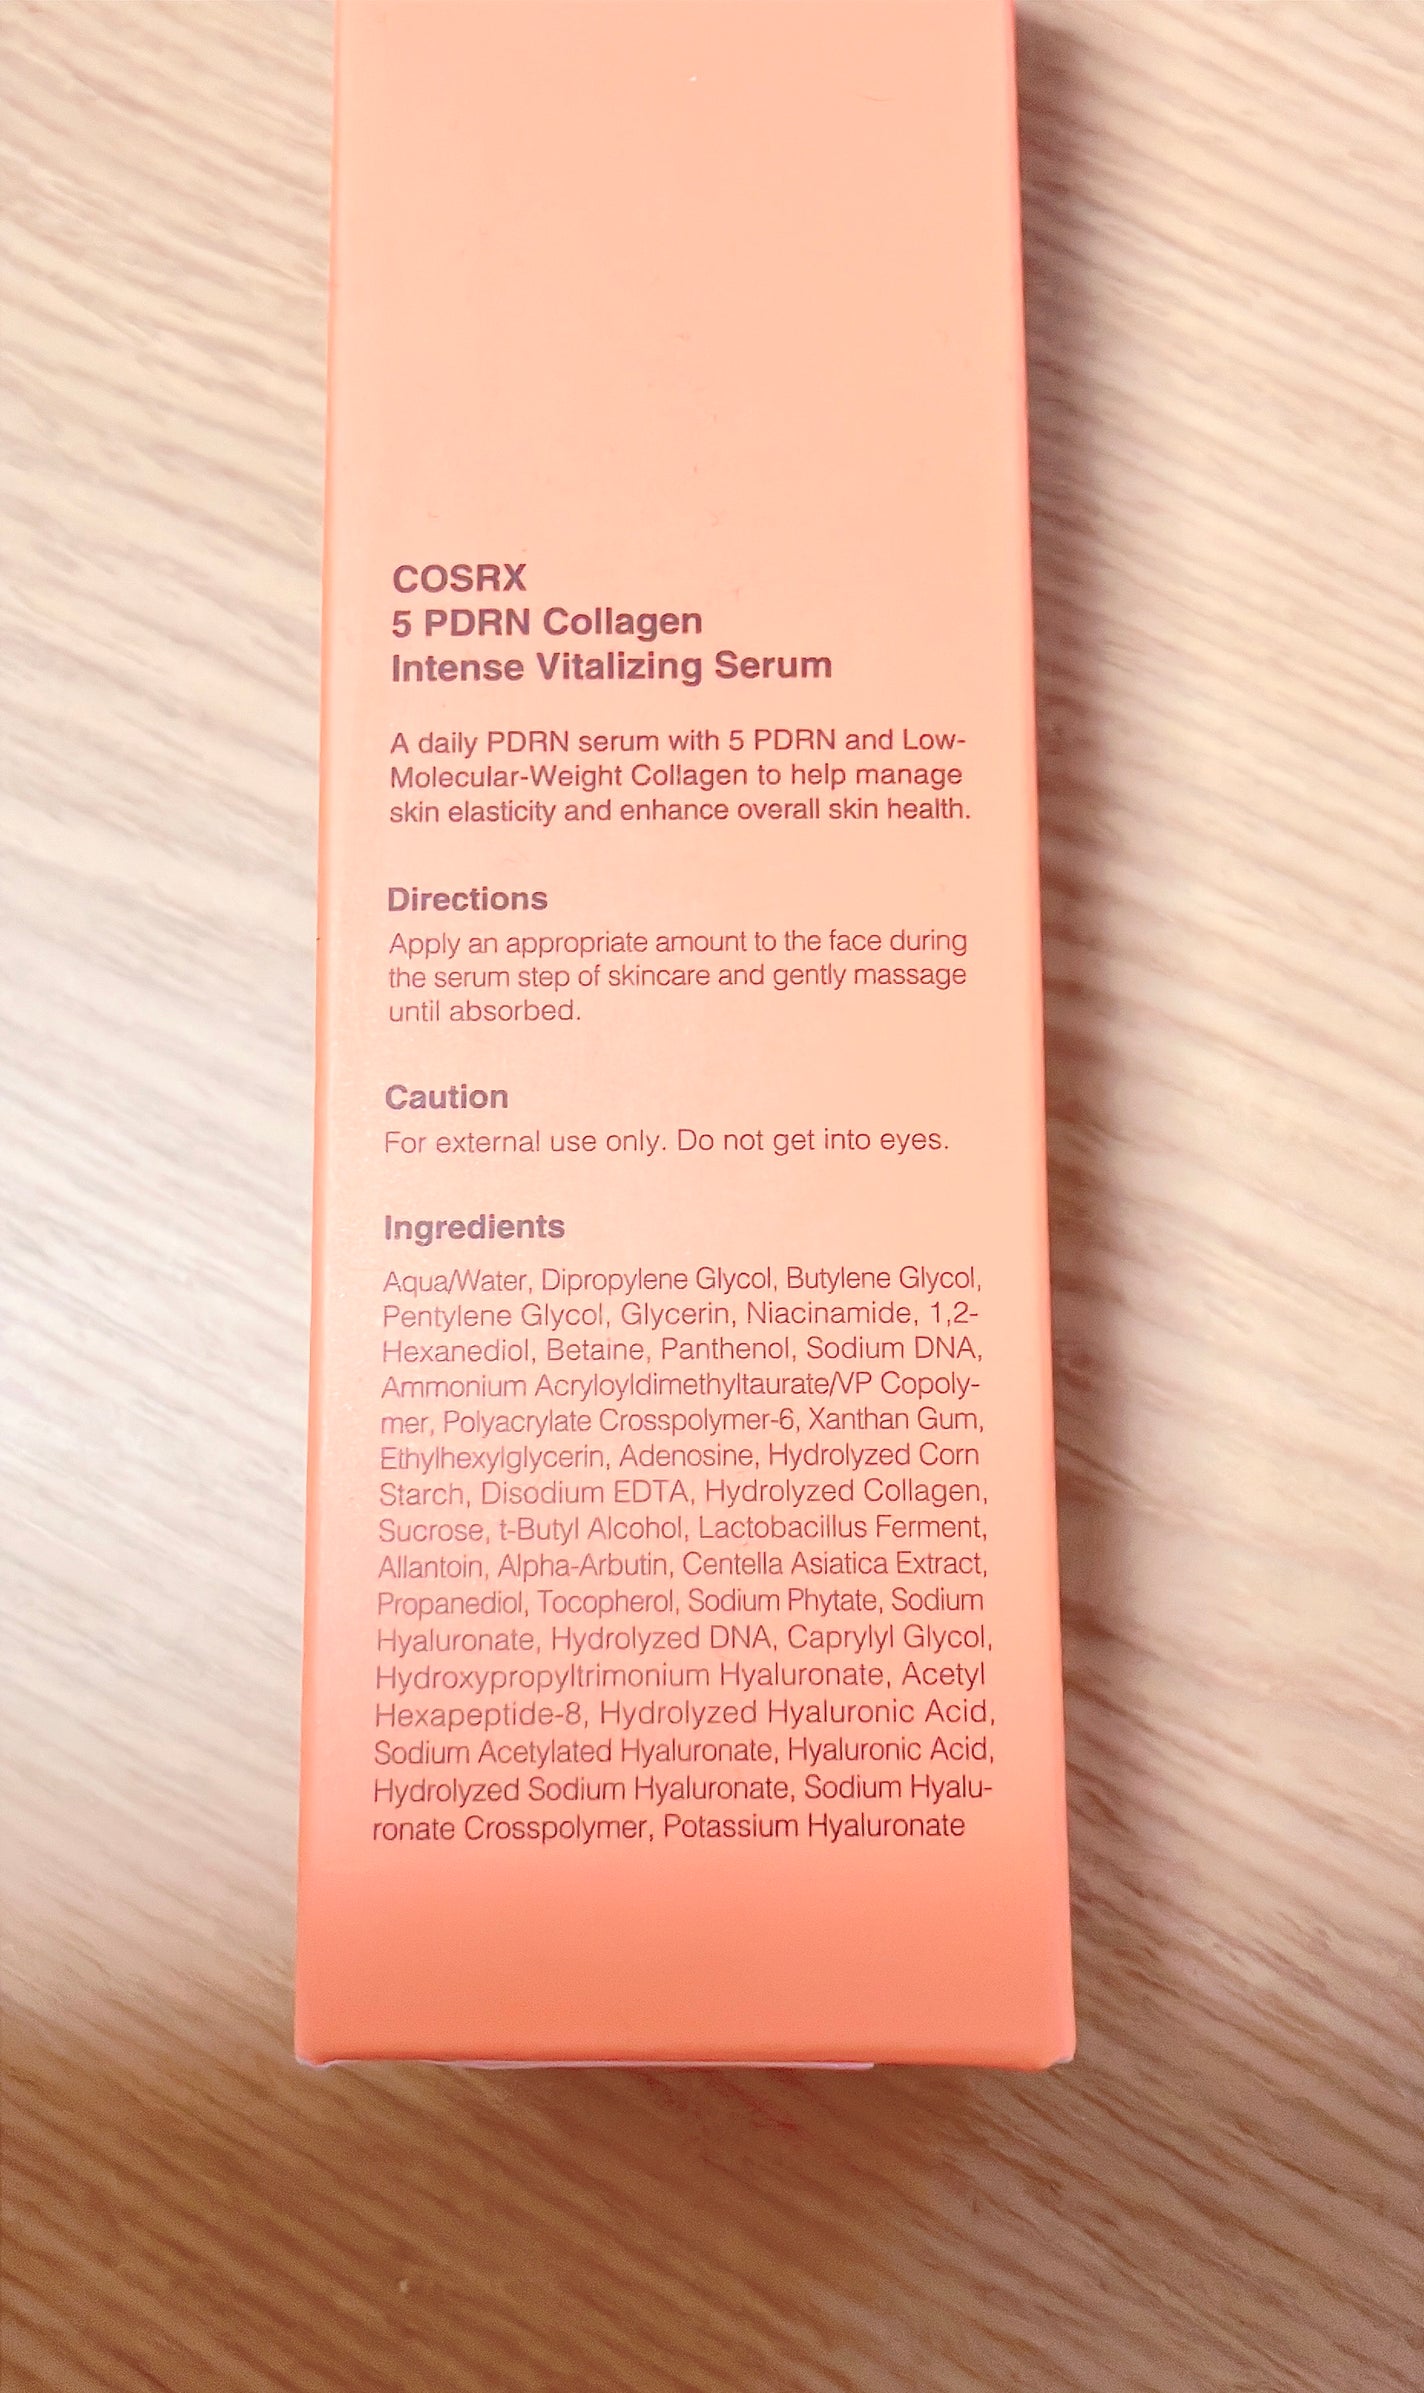 COSRX
5 PDRN Collagen
Intense Vitalizing Serum
A daily PDRN serum with 5 PDRN and Low-
Molecular-Weight Collagen to help manage
skin elasticity and enhance overall skin health.
Directions
Apply an appropriate amount to the face during
the serum step of skincare and gently massage
until absorbed.
Caution
For external use only. Do not get into eyes.
Ingredients
Aqua/Water, Dipropylene Glycol, Butylene Glycol,
Pentylene Glycol, Glycerin, Niacinamide, 1,2-
Hexanediol, Betaine, Panthenol, Sodium DNA,
Ammonium Acryloyldimethyltaurate/VP Copoly-
mer, Polyacrylate Crosspolymer-6, Xanthan Gum,
Ethylhexylglycerin, Adenosine, Hydrolyzed Corn
Starch, Disodium EDTA, Hydrolyzed Collagen,
Sucrose, t-Butyl Alcohol, Lactobacillus Ferment,
Allantoin, Alpha-Arbutin, Centella Asiatica Extract,
Propanediol, Tocopherol, Sodium Phytate, Sodium
Hyaluronate, Hydrolyzed DNA, Caprylyl Glycol,
Hydroxypropyltrimonium Hyaluronate, Acetyl
Hexapeptide-8, Hydrolyzed Hyaluronic Acid,
Sodium Acetylated Hyaluronate, Hyaluronic Acid,
Hydrolyzed Sodium Hyaluronate, Sodium Hyalu-
ronate Crosspolymer, Potassium Hyaluronate